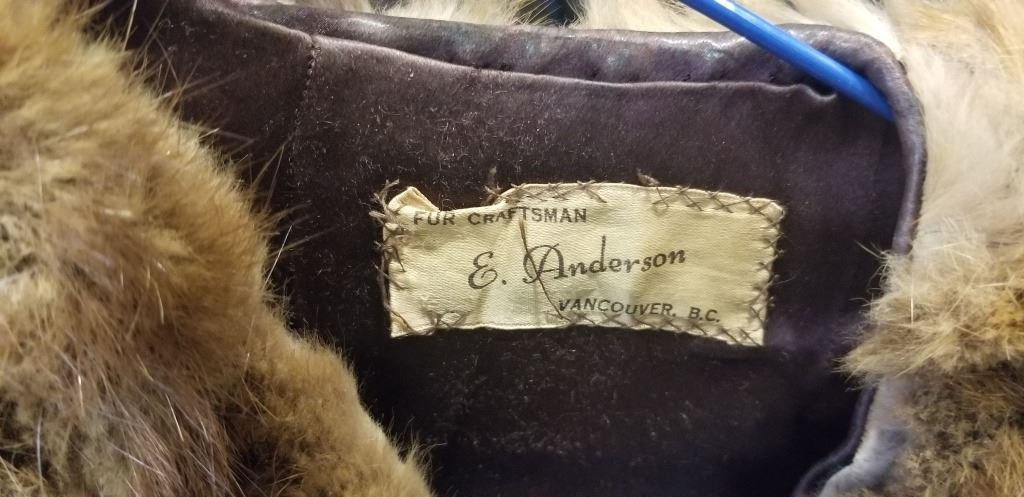 FUR CRAFTSMAN
E. Anderson
VANCOUVER, B.C.